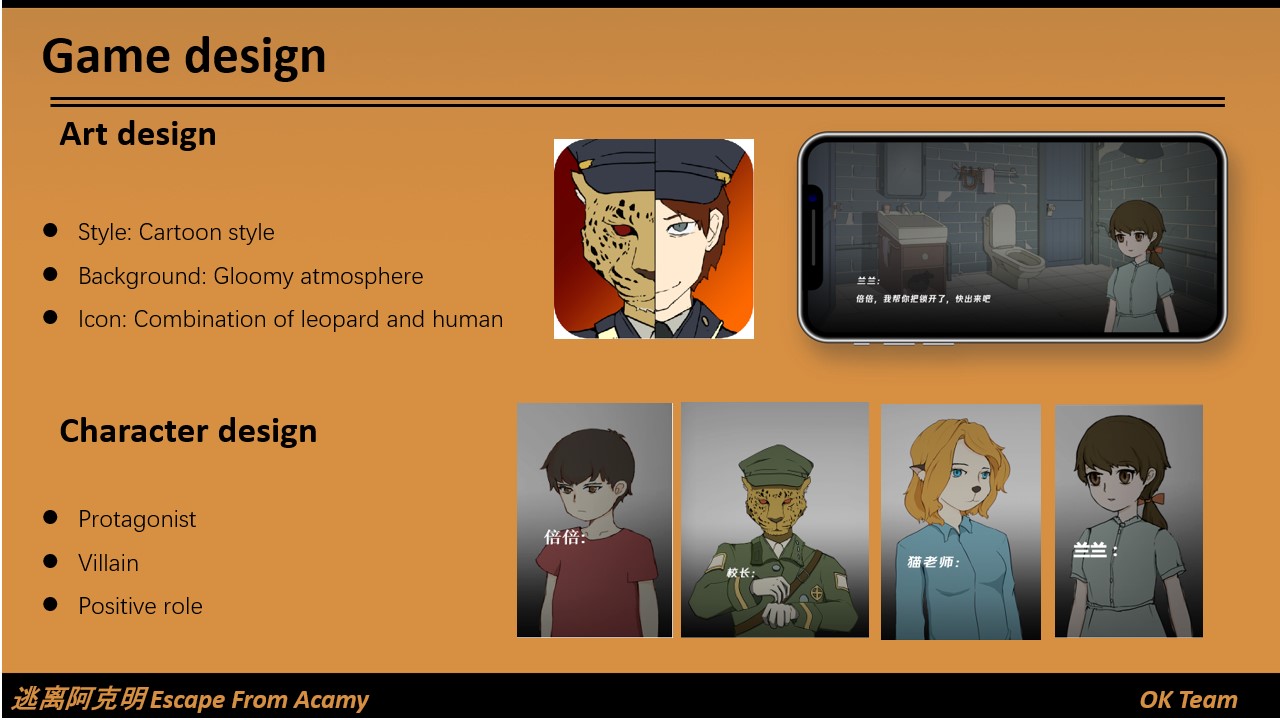 Game design
Art design
Style: Cartoon style
Background: Gloomy atmosphere
Icon: Combination of leopard and human
兰兰：
倍倍，我帮你把锁开了，快出来吧
Character design
Protagonist
Villain
Positive role
倍倍:
校长：
猫老师：
兰兰：
逃离阿克明 Escape From Acamy
OK Team